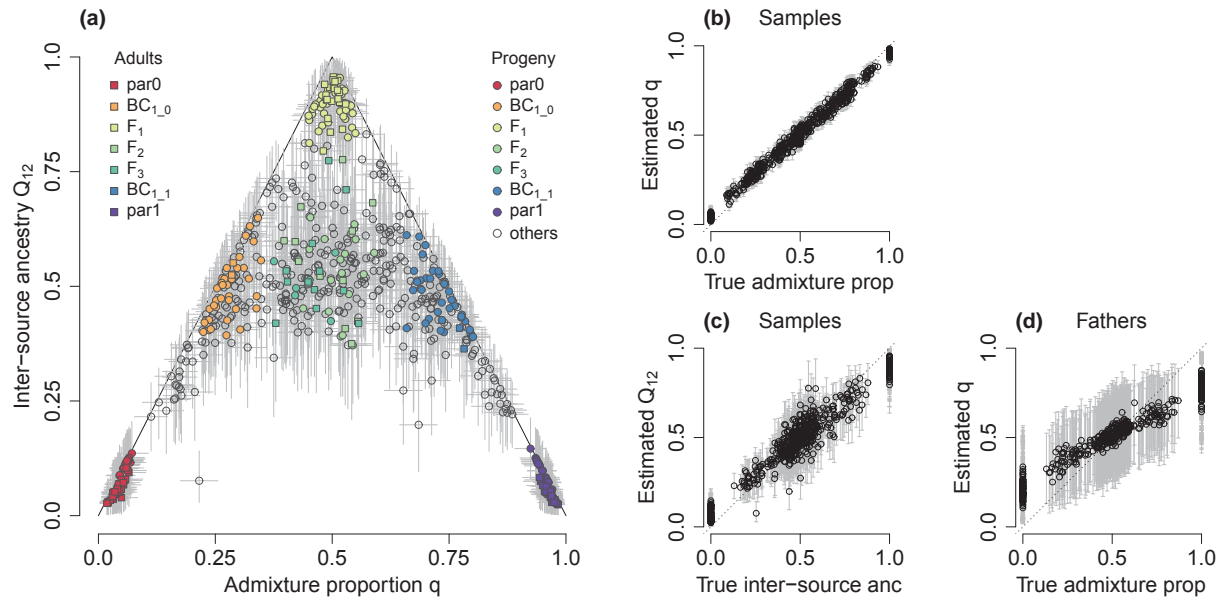 (a)
Adults
par0
BC1_0
F1
F2
F3
BC1_1
par1
Progeny
par0
BC1_0
F1
F2
F3
BC1_1
par1
others
Inter−source ancestry Q12
1.0
0.75
0.5
0.25
0.0
0.0
0.25
0.5
0.75
1.0
Admixture proportion q
(b) Samples
Estimated q
1.0
0.5
0.0
0.0
0.5
1.0
True admixture prop
(c) Samples
Estimated Q12
1.0
0.5
0.0
0.0
0.5
1.0
True inter−source anc
(d) Fathers
Estimated q
1.0
0.5
0.0
0.0
0.5
1.0
True admixture prop